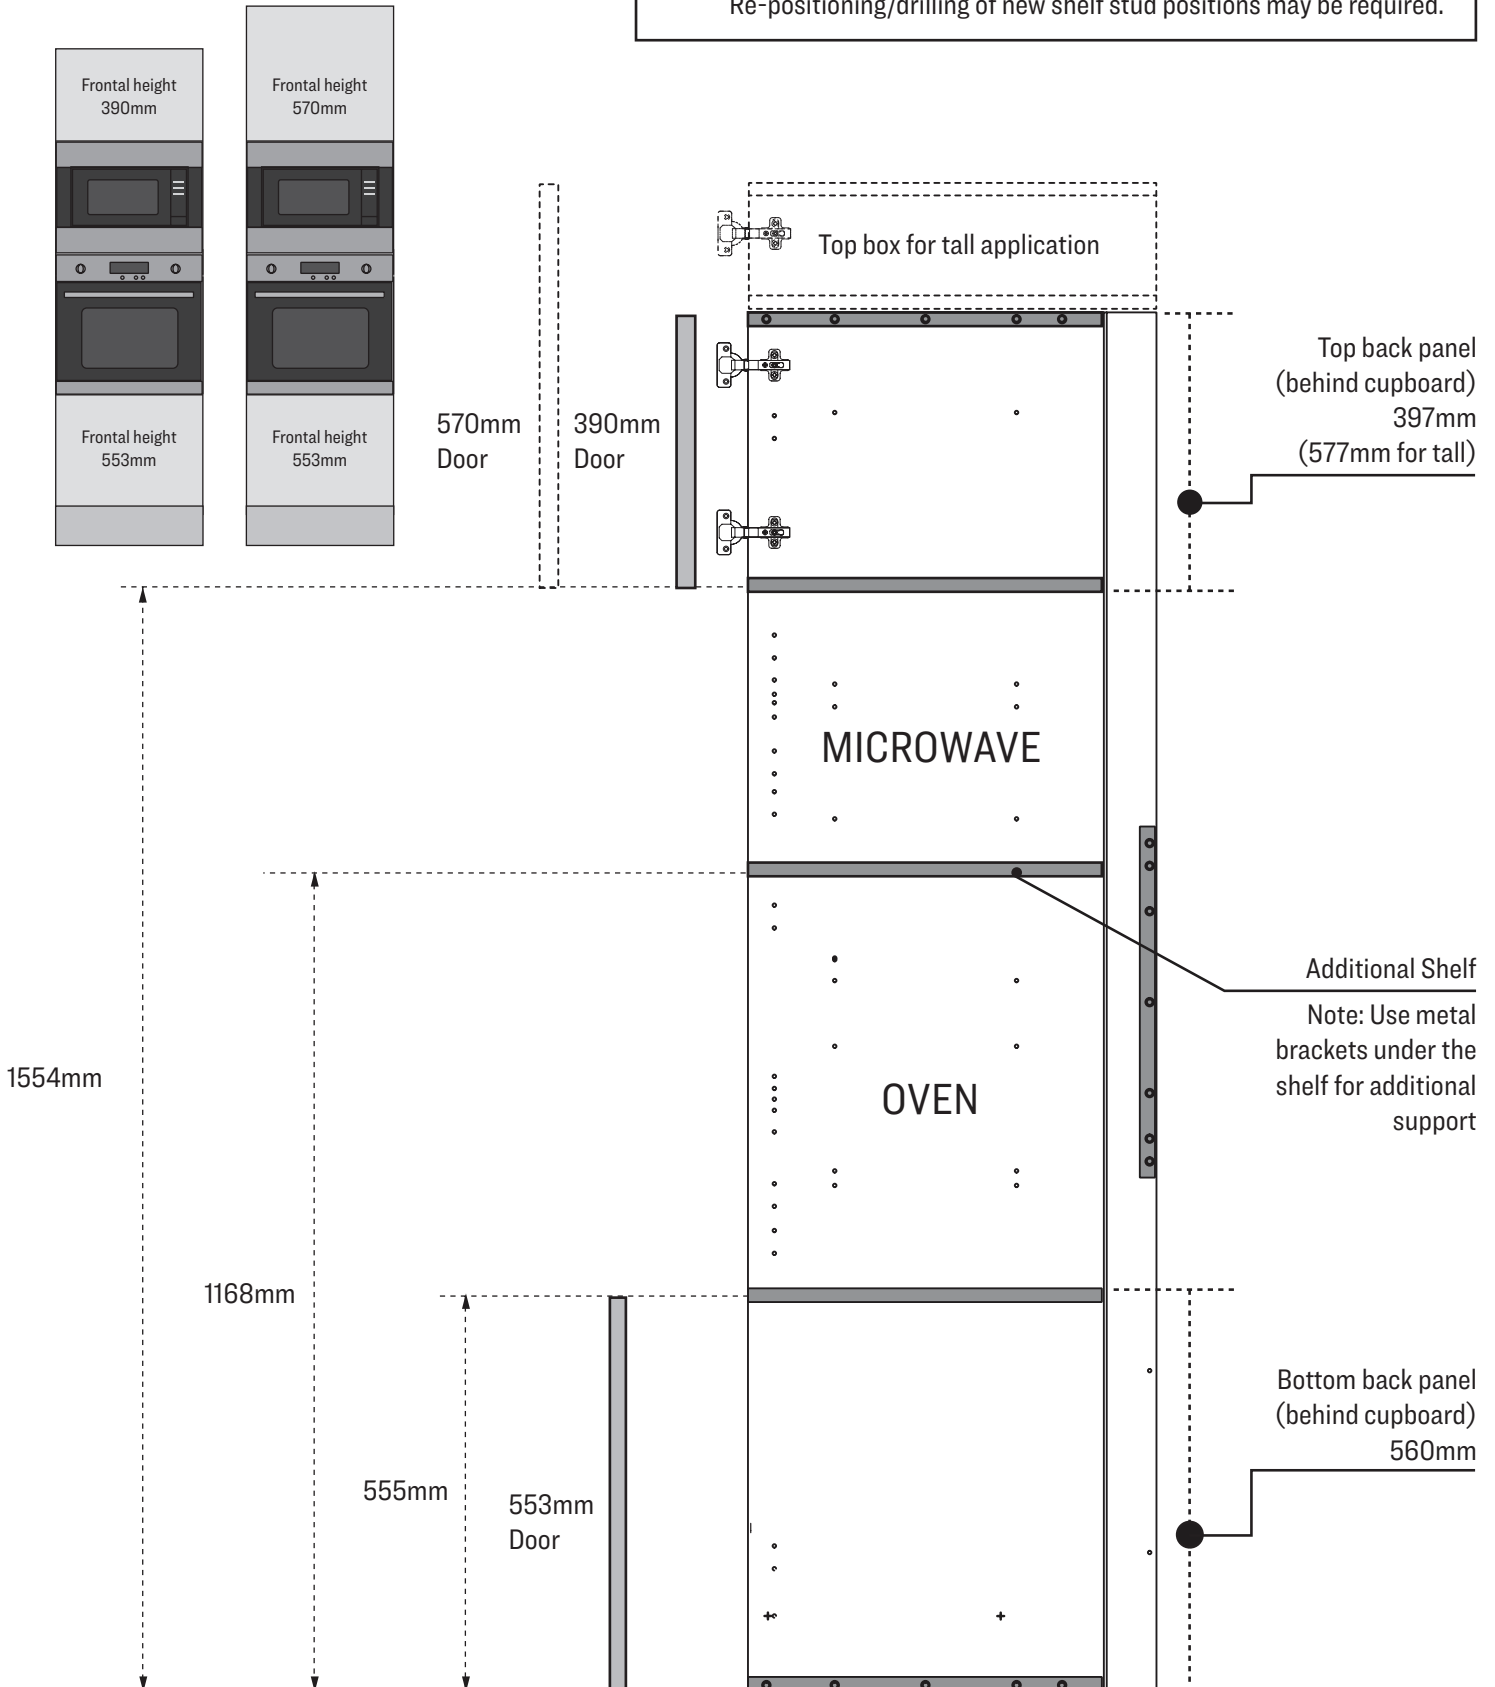 Re-positioning/drilling of new shelf stud positions may be required.
Frontal height
390mm
Frontal height
570mm
Top box for tall application
Top back panel
(behind cupboard)
397mm
(577mm for tall)
570mm
Door
390mm
Door
Frontal height
553mm
Frontal height
553mm
MICROWAVE
Additional Shelf
Note: Use metal
brackets under the
shelf for additional
support
1554mm
OVEN
1168mm
Bottom back panel
(behind cupboard)
560mm
555mm
553mm
Door